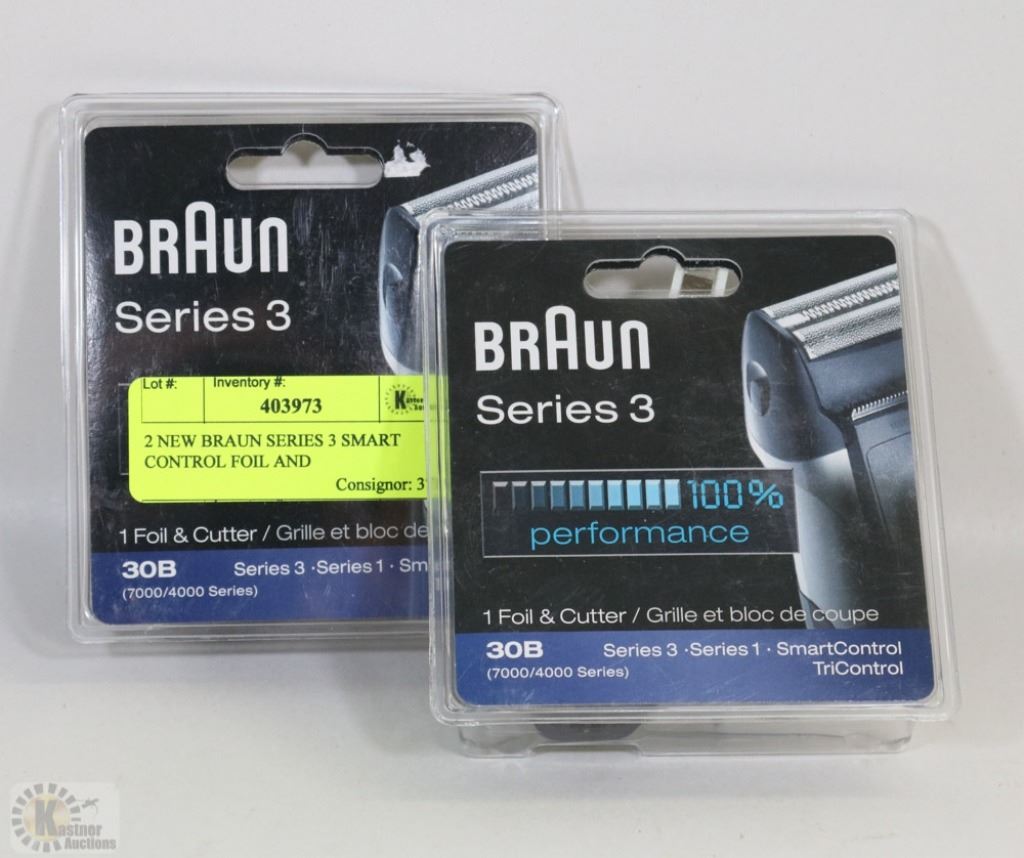 BRAUN
Series 3
Lot #:
Inventory #:
403973
2 NEW BRAUN SERIES 3 SMART
CONTROL FOIL AND
Consignor:
1 Foil & Cutter / Grille et bloc de
30B
Series 3 · Series 1 ·
(7000/4000 Series)
BRAUN
Series 3
100%
performance
1 Foil & Cutter / Grille et bloc de coupe
30B
Series 3 · Series 1 · SmartControl
TriControl
(7000/4000 Series)
Kastner
Auctions